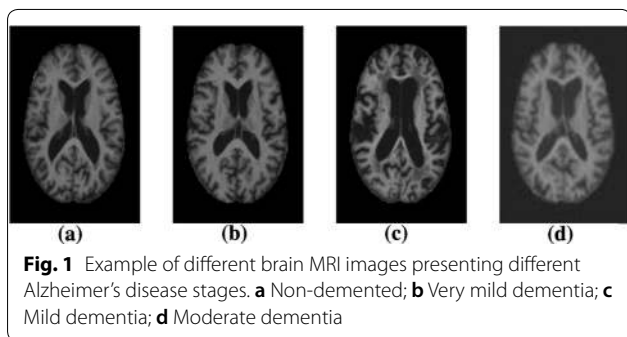 (a) (b) (c) (d)
Fig. 1 Example of different brain MRI images presenting different
Alzheimer's disease stages. a Non-demented; b Very mild dementia; c
Mild dementia; d Moderate dementia